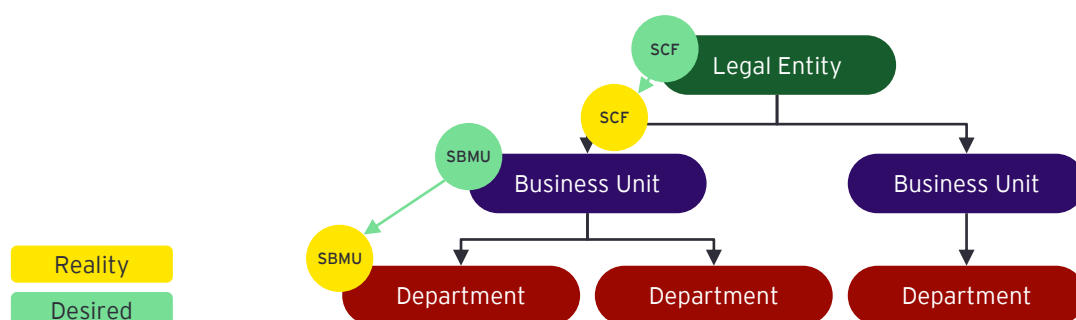 SCF
Legal Entity
SCF
SBMU
Business Unit
Business Unit
SBMU
Reality
Department
Department
Department
Desired